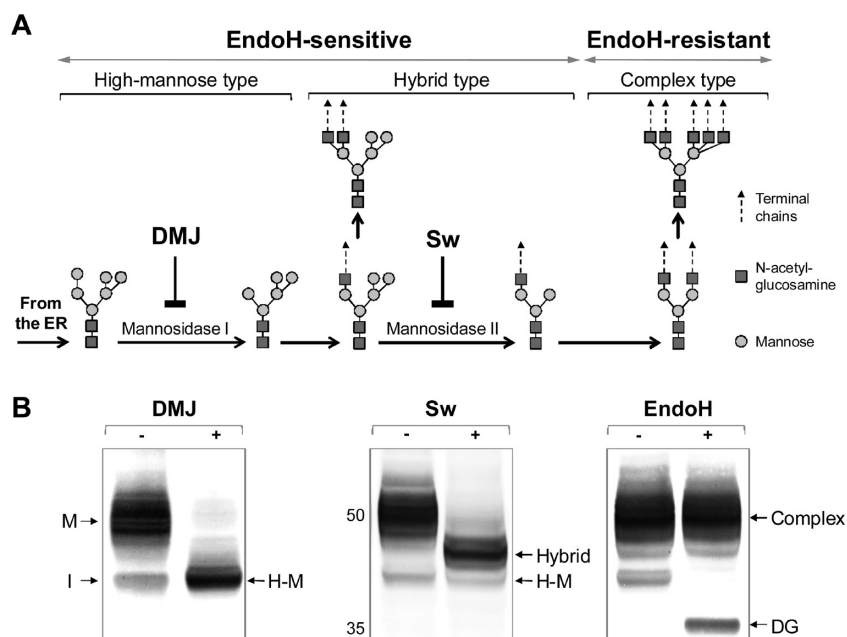 A
EndoH-sensitive
EndoH-resistant
High-mannose type
Hybrid type
Complex type
DMJ
Sw
From
the ER
Mannosidase I
Mannosidase II
Terminal
chains
N-acetyl-
glucosamine
Mannose
B
DMJ
- +
M
I
H-M
Sw
- +
50
35
Hybrid
H-M
EndoH
- +
Complex
DG